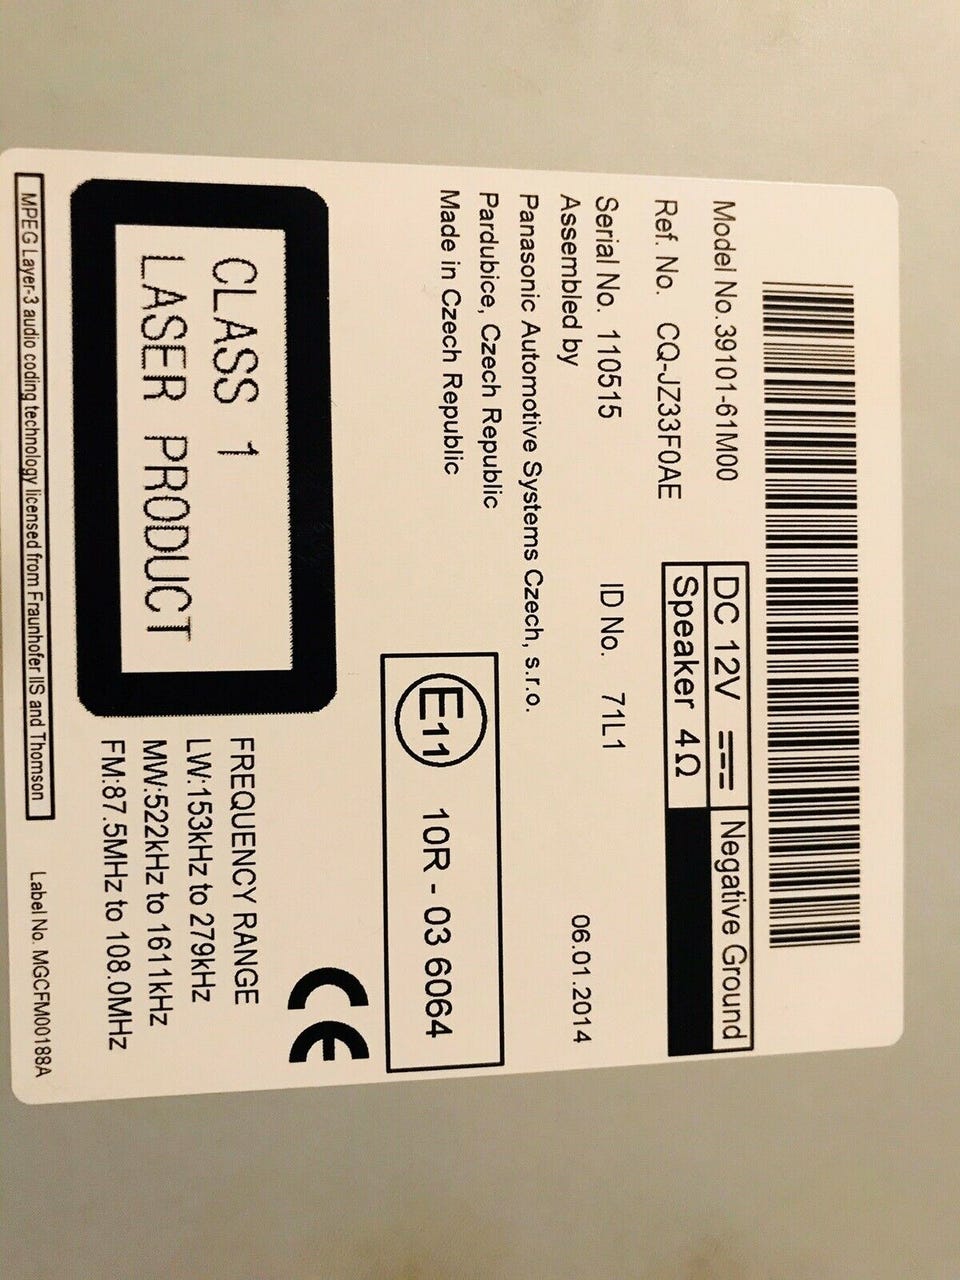 Model No. 39101-61M00
DC 12V ⎓ Negative Ground
Ref. No. CQ-JZ33F0AE
Speaker 4Ω
Serial No. 110515 ID No. 71L1
Assembled by 06.01.2014
Panasonic Automotive Systems Czech, s.r.o.
Pardubice, Czech Republic
Made in Czech Republic
E11 10R - 03 6064
CE
CLASS 1
LASER PRODUCT
FREQUENCY RANGE
LW:153kHz to 279kHz
MW:522kHz to 1611kHz
FM:87.5MHz to 108.0MHz
MPEG Layer-3 audio coding technology licensed from Fraunhofer IIS and Thomson
Label No. MGCFM00188A